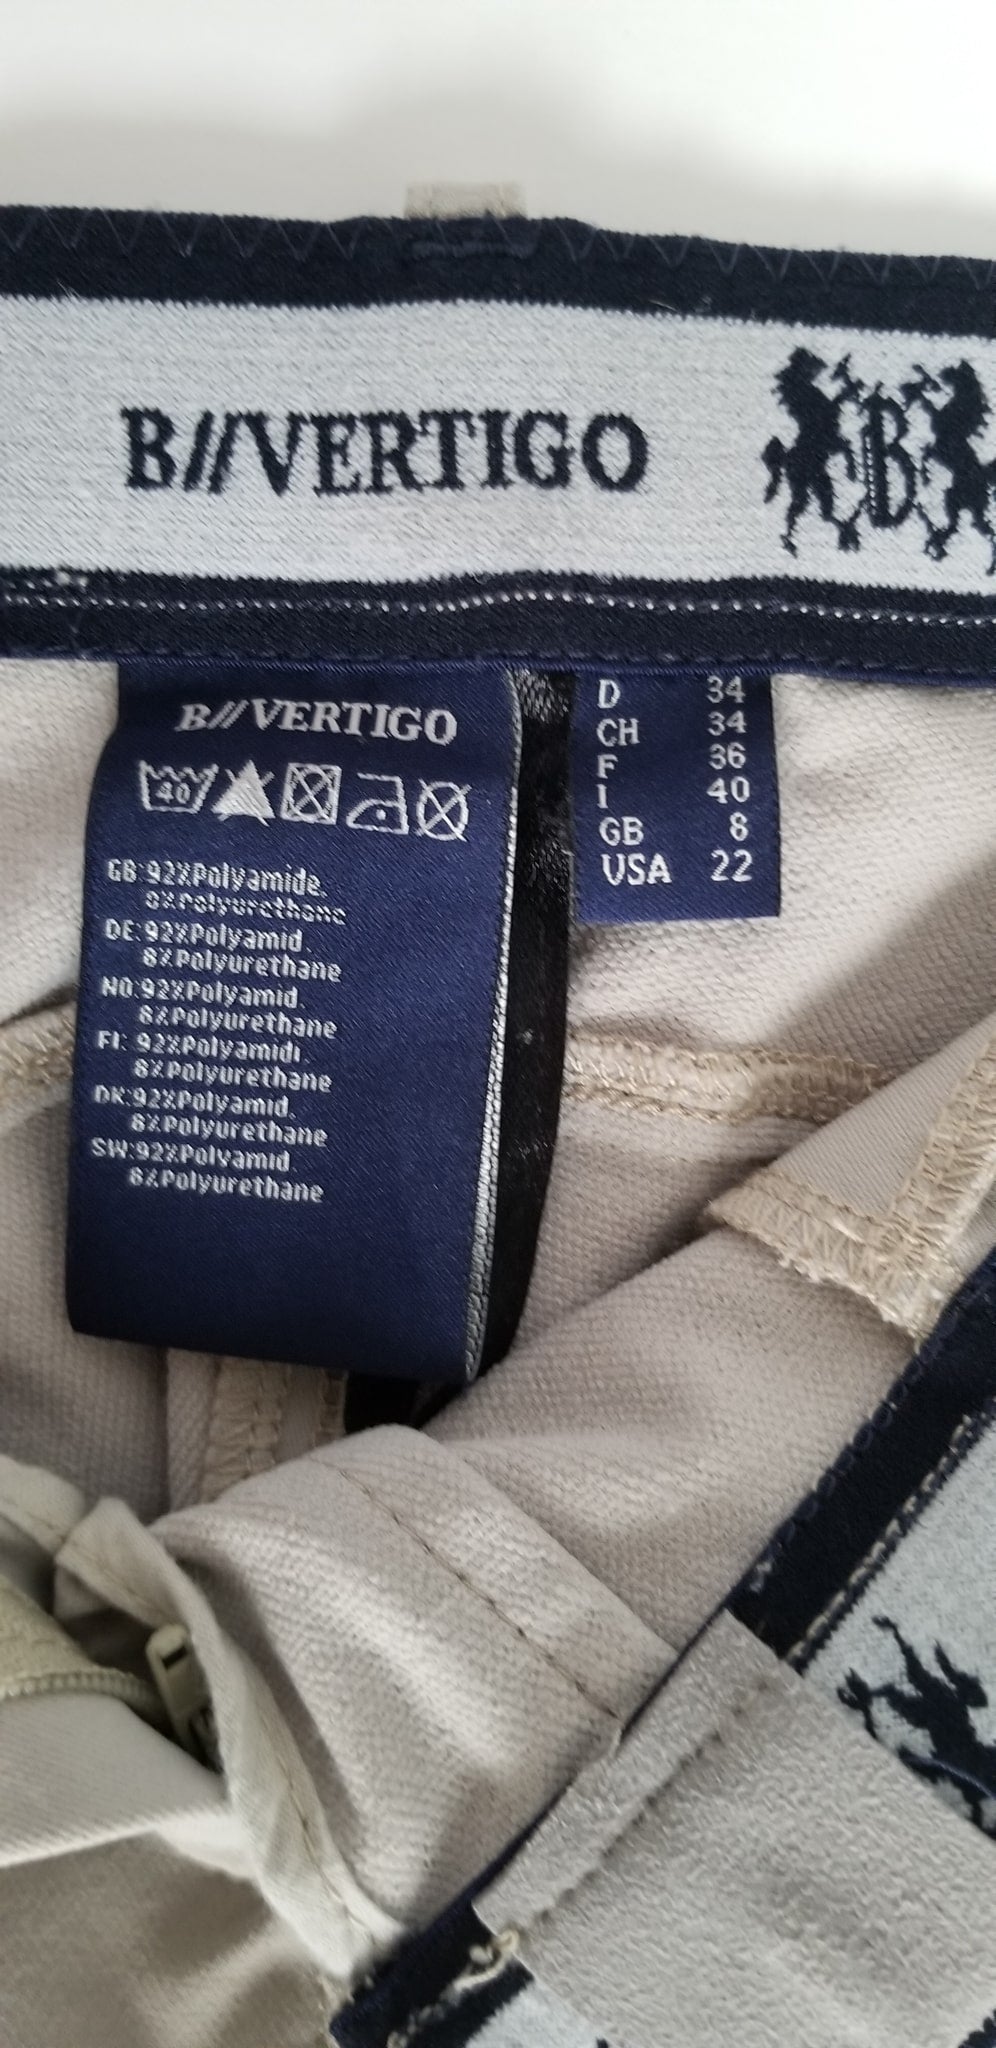 B//VERTIGO
B
B//VERTIGO
40
GB:92%Polyamide.
8%Polyurethane
DE:92%Polyamid.
8%Polyurethane
NO:92%Polyamid.
8%Polyurethane
FI: 92%Polyamidi
8%Polyurethane
DK:92%Polyamid.
8%Polyurethane
SW:92%Polyamid
8%Polyurethane
D 34
CH 34
F 36
I 40
GB 8
USA 22